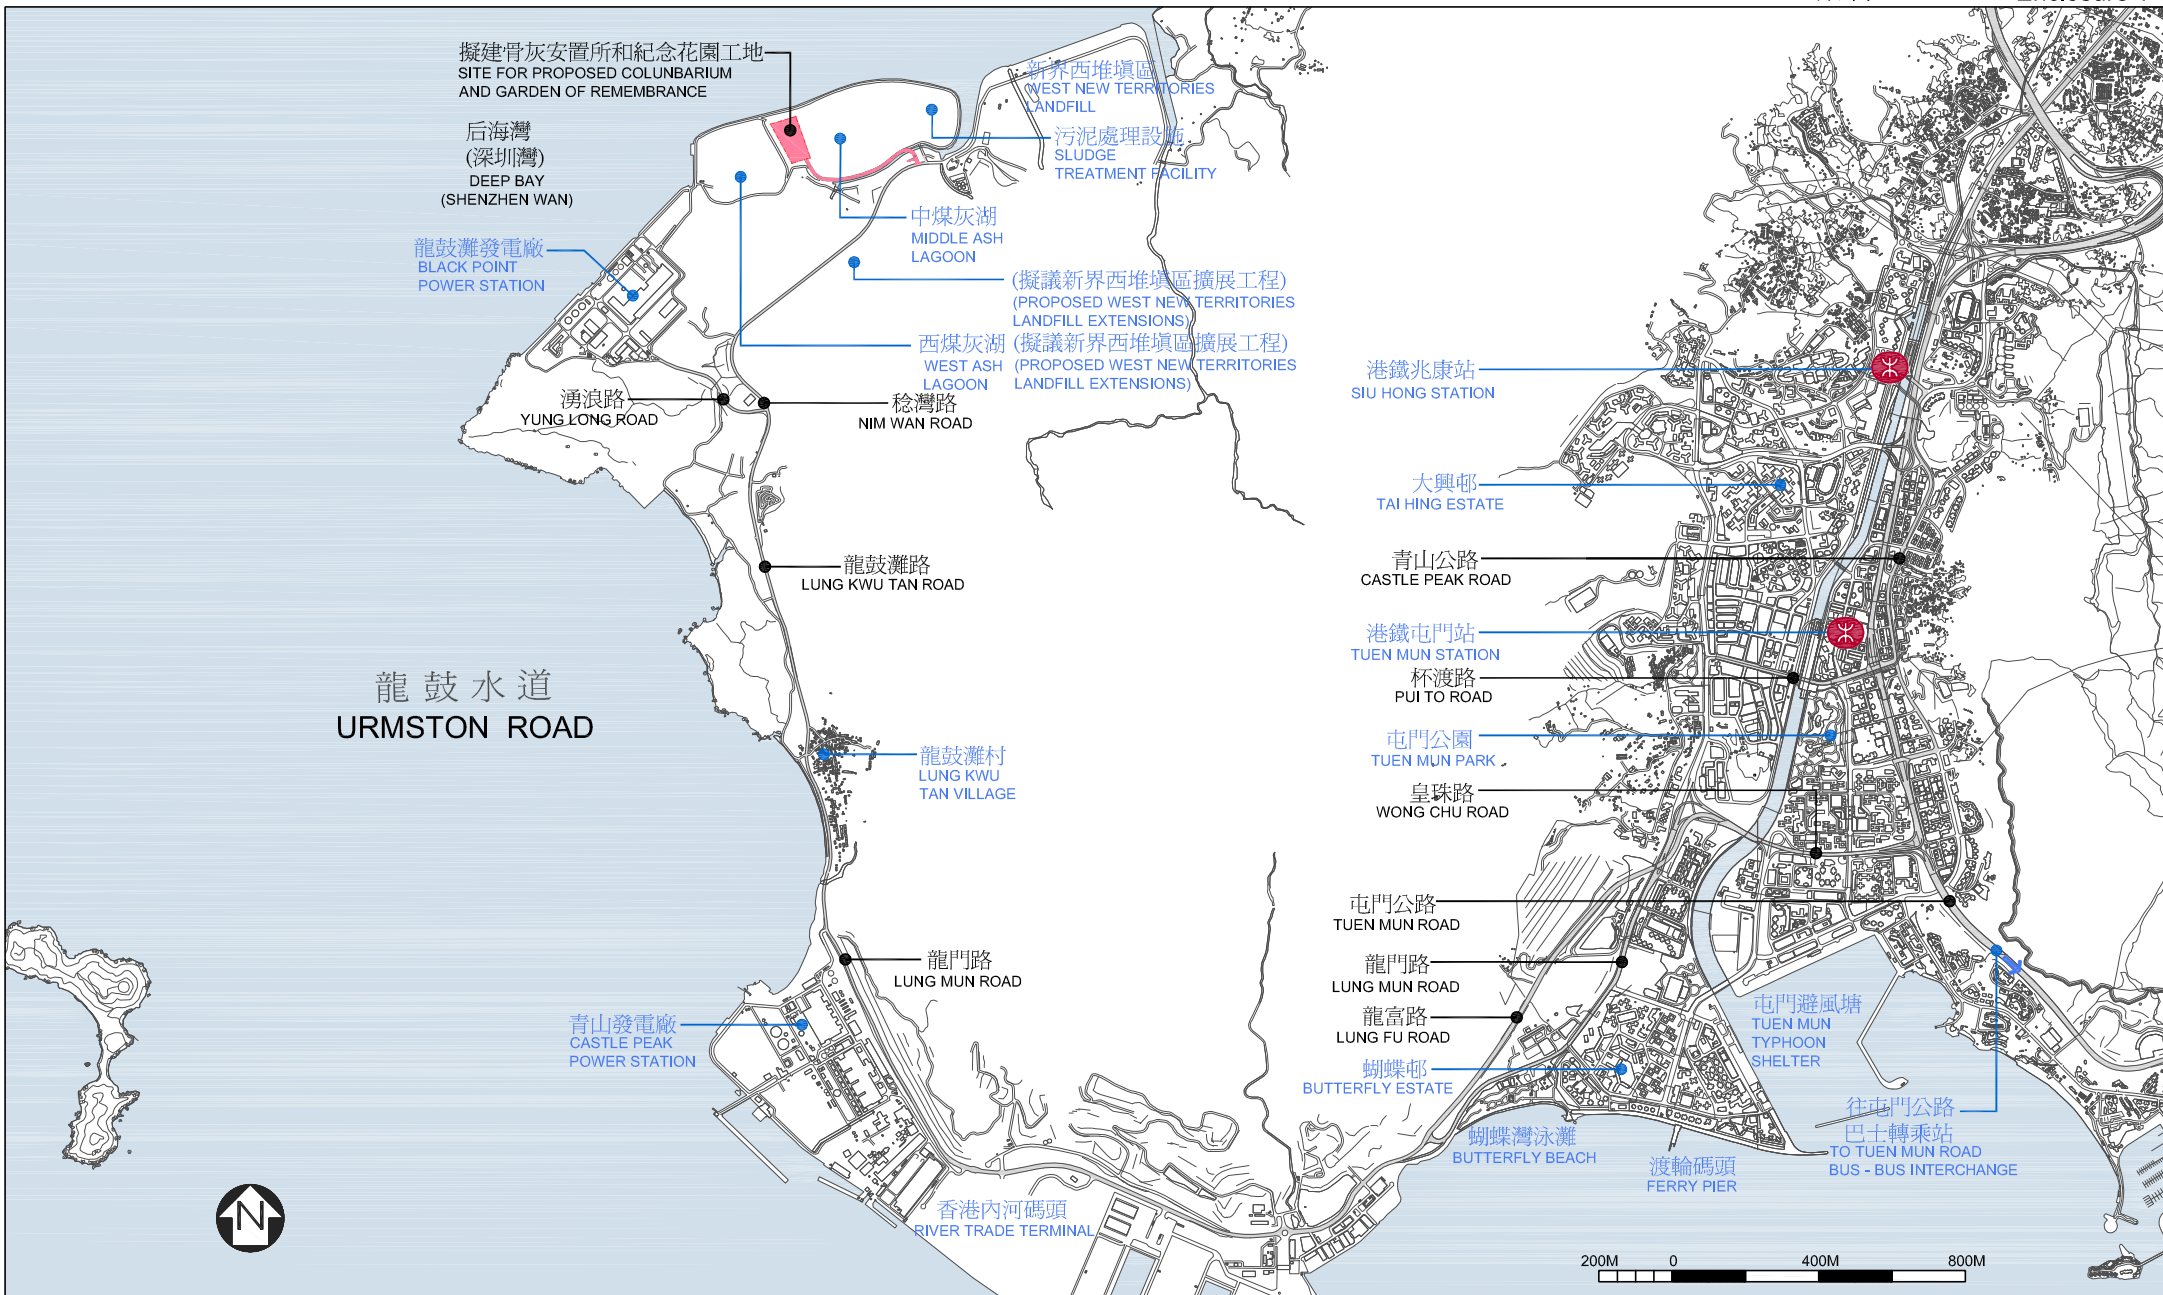 擬建骨灰安置所和紀念花園工地
SITE FOR PROPOSED COLUNBARIUM
AND GARDEN OF REMEMBRANCE
后海灣
(深圳灣)
DEEP BAY
(SHENZHEN WAN)
龍鼓灘發電廠
BLACK POINT
POWER STATION
新界西堆填區
WEST NEW TERRITORIES
LANDFILL
污泥處理設施
SLUDGE
TREATMENT FACILITY
中煤灰湖
MIDDLE ASH
LAGOON
(擬議新界西堆填區擴展工程)
(PROPOSED WEST NEW TERRITORIES
LANDFILL EXTENSIONS)
西煤灰湖 (擬議新界西堆填區擴展工程)
WEST ASH (PROPOSED WEST NEW TERRITORIES
LAGOON LANDFILL EXTENSIONS)
湧浪路
YUNG LONG ROAD
稔灣路
NIM WAN ROAD
龍鼓灘路
LUNG KWU TAN ROAD
龍鼓水道
URMSTON ROAD
龍鼓灘村
LUNG KWU
TAN VILLAGE
龍門路
LUNG MUN ROAD
青山發電廠
CASTLE PEAK
POWER STATION
香港內河碼頭
RIVER TRADE TERMINAL
N
港鐵兆康站
SIU HONG STATION
大興邨
TAI HING ESTATE
青山公路
CASTLE PEAK ROAD
港鐵屯門站
TUEN MUN STATION
杯渡路
PUI TO ROAD
屯門公園
TUEN MUN PARK
皇珠路
WONG CHU ROAD
屯門公路
TUEN MUN ROAD
龍門路
LUNG MUN ROAD
龍富路
LUNG FU ROAD
蝴蝶邨
BUTTERFLY ESTATE
蝴蝶灣泳灘
BUTTERFLY BEACH
渡輪碼頭
FERRY PIER
屯門避風塘
TUEN MUN
TYPHOON
SHELTER
往屯門公路
巴士轉乘站
TO TUEN MUN ROAD
BUS - BUS INTERCHANGE
200M 0 400M 800M